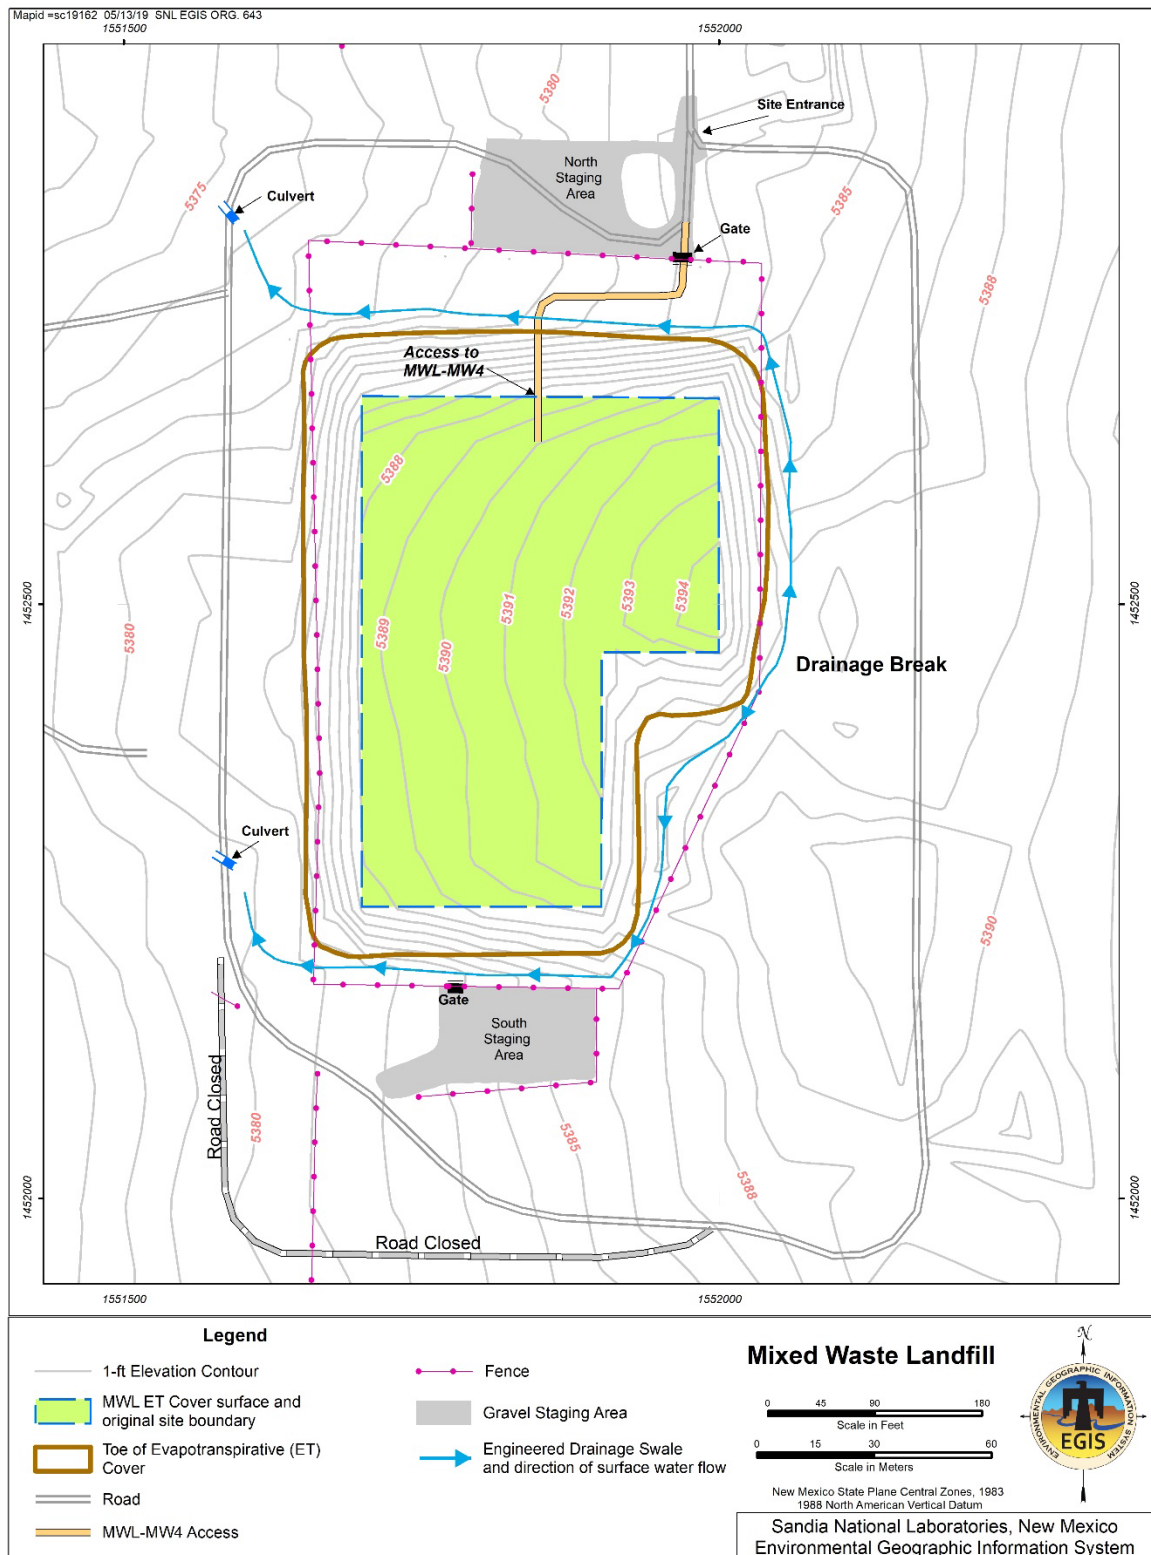 Mapid =sc19162 05/13/19 SNL EGIS ORG. 643
1551500
1552000
5380
Site Entrance
North
Staging
Area
5375
Culvert
5385
Gate
5388
Access to
MWL-MW4
5388
1452500
1452500
5394
5393
5392
5391
5389
5380
5390
Drainage Break
Culvert
5390
Gate
South
Staging
Area
Road Closed
5380
5385
5388
1452000
1452000
Road Closed
1551500
1552000
Legend
1-ft Elevation Contour
MWL ET Cover surface and
original site boundary
Toe of Evapotranspirative (ET)
Cover
Road
MWL-MW4 Access
Fence
Gravel Staging Area
Engineered Drainage Swale
and direction of surface water flow
Mixed Waste Landfill
0 45 90 180
Scale in Feet
0 15 30 60
Scale in Meters
New Mexico State Plane Central Zones, 1983
1988 North American Vertical Datum
N
ENVIRONMENTAL GEOGRAPHIC INFORMATION SYSTEM
EGIS
Sandia National Laboratories, New Mexico
Environmental Geographic Information System